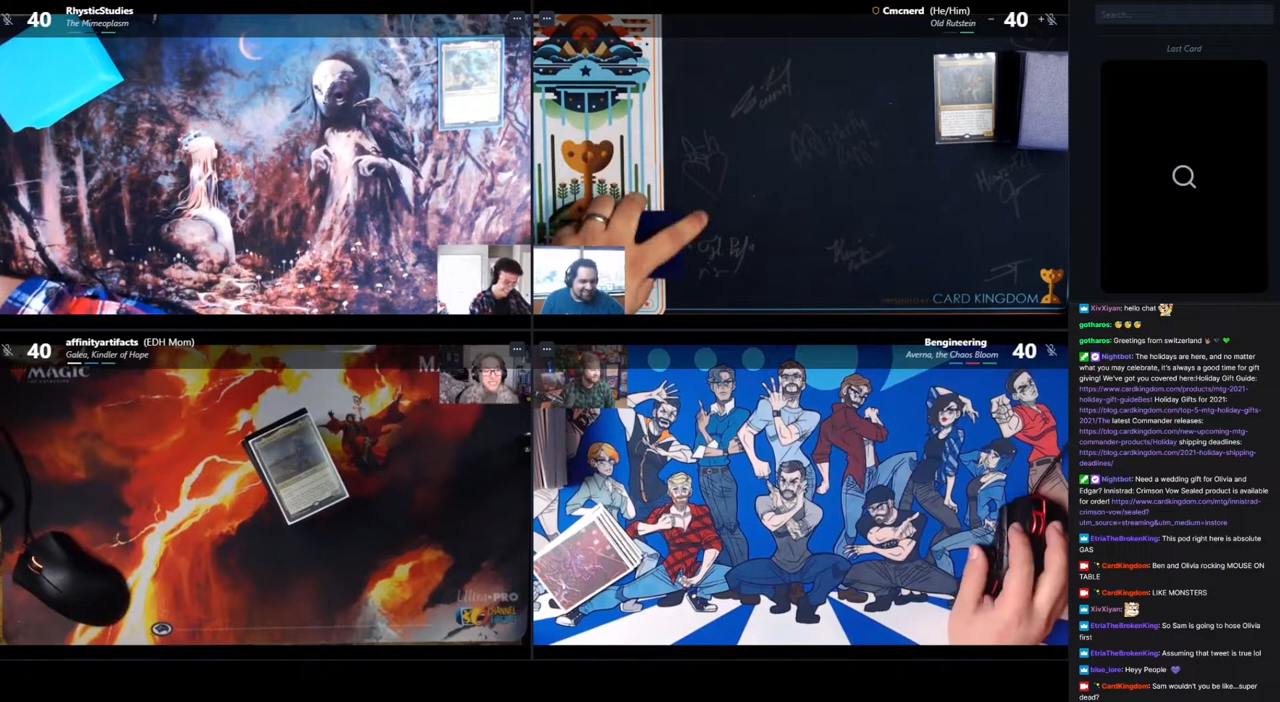 40
RhysticStudies
The Mimeoplasm
Cmcnerd (He/Him)
Old Rutstein
− 40 +
CARD KINGDOM
40
affinityartifacts (EDH Mom)
Galea, Kindler of Hope
MAGIC
Ultra·PRO
CHANNEL
Bengineering
Averna, the Chaos Bloom
40
Search...
Last Card
XivXiyan: hello chat
gotharos:
gotharos: Greetings from switzerland
Nightbot: The holidays are here, and no matter
what you may celebrate, it's always a good time for gift
giving! We've got you covered here:Holiday Gift Guide:
https://www.cardkingdom.com/products/mtg-2021-
holiday-gift-guideBest Holiday Gifts for 2021:
https://blog.cardkingdom.com/top-5-mtg-holiday-gifts-
2021/The latest Commander releases:
https://blog.cardkingdom.com/new-upcoming-mtg-
commander-products/Holiday shipping deadlines:
https://blog.cardkingdom.com/2021-holiday-shipping-
deadlines/
Nightbot: Need a wedding gift for Olivia and
Edgar? Innistrad: Crimson Vow Sealed product is available
for order! https://www.cardkingdom.com/mtg/innistrad-
crimson-vow/sealed?
utm_source=streaming&utm_medium=instore
EtriaTheBrokenKing: This pod right here is absolute
GAS
CardKingdom: Ben and Olivia rocking MOUSE ON
TABLE
CardKingdom: LIKE MONSTERS
XivXiyan:
EtriaTheBrokenKing: So Sam is going to hose Olivia
first
EtriaTheBrokenKing: Assuming that tweet is true lol
blue_lore: Heyy People
CardKingdom: Sam wouldn't you be like...super
dead?